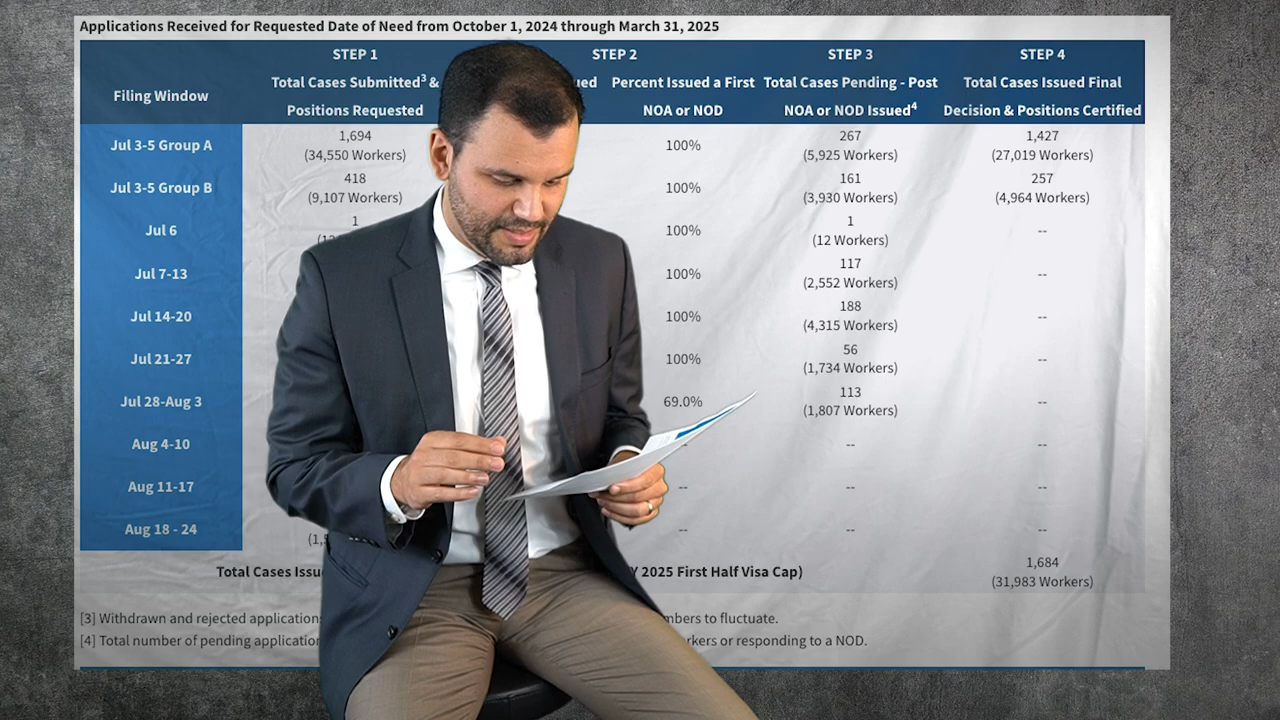 Applications Received for Requested Date of Need from October 1, 2024 through March 31, 2025
STEP 1 STEP 2 STEP 3 STEP 4
Filing Window Total Cases Submitted³ & Positions Requested Percent Issued a First NOA or NOD Total Cases Pending - Post NOA or NOD Issued⁴ Total Cases Issued Final Decision & Positions Certified
Jul 3-5 Group A 1,694 (34,550 Workers) 100% 267 (5,925 Workers) 1,427 (27,019 Workers)
Jul 3-5 Group B 418 (9,107 Workers) 100% 161 (3,930 Workers) 257 (4,964 Workers)
Jul 6 1 100% 1 (12 Workers) --
Jul 7-13 100% 117 (2,552 Workers) --
Jul 14-20 100% 188 (4,315 Workers) --
Jul 21-27 100% 56 (1,734 Workers) --
Jul 28-Aug 3 69.0% 113 (1,807 Workers) --
Aug 4-10 -- --
Aug 11-17 -- -- --
Aug 18 - 24 -- -- --
Total Cases 2025 First Half Visa Cap) 1,684 (31,983 Workers)
[3] Withdrawn and rejected to fluctuate.
[4] Total number of pending or responding to a NOD.